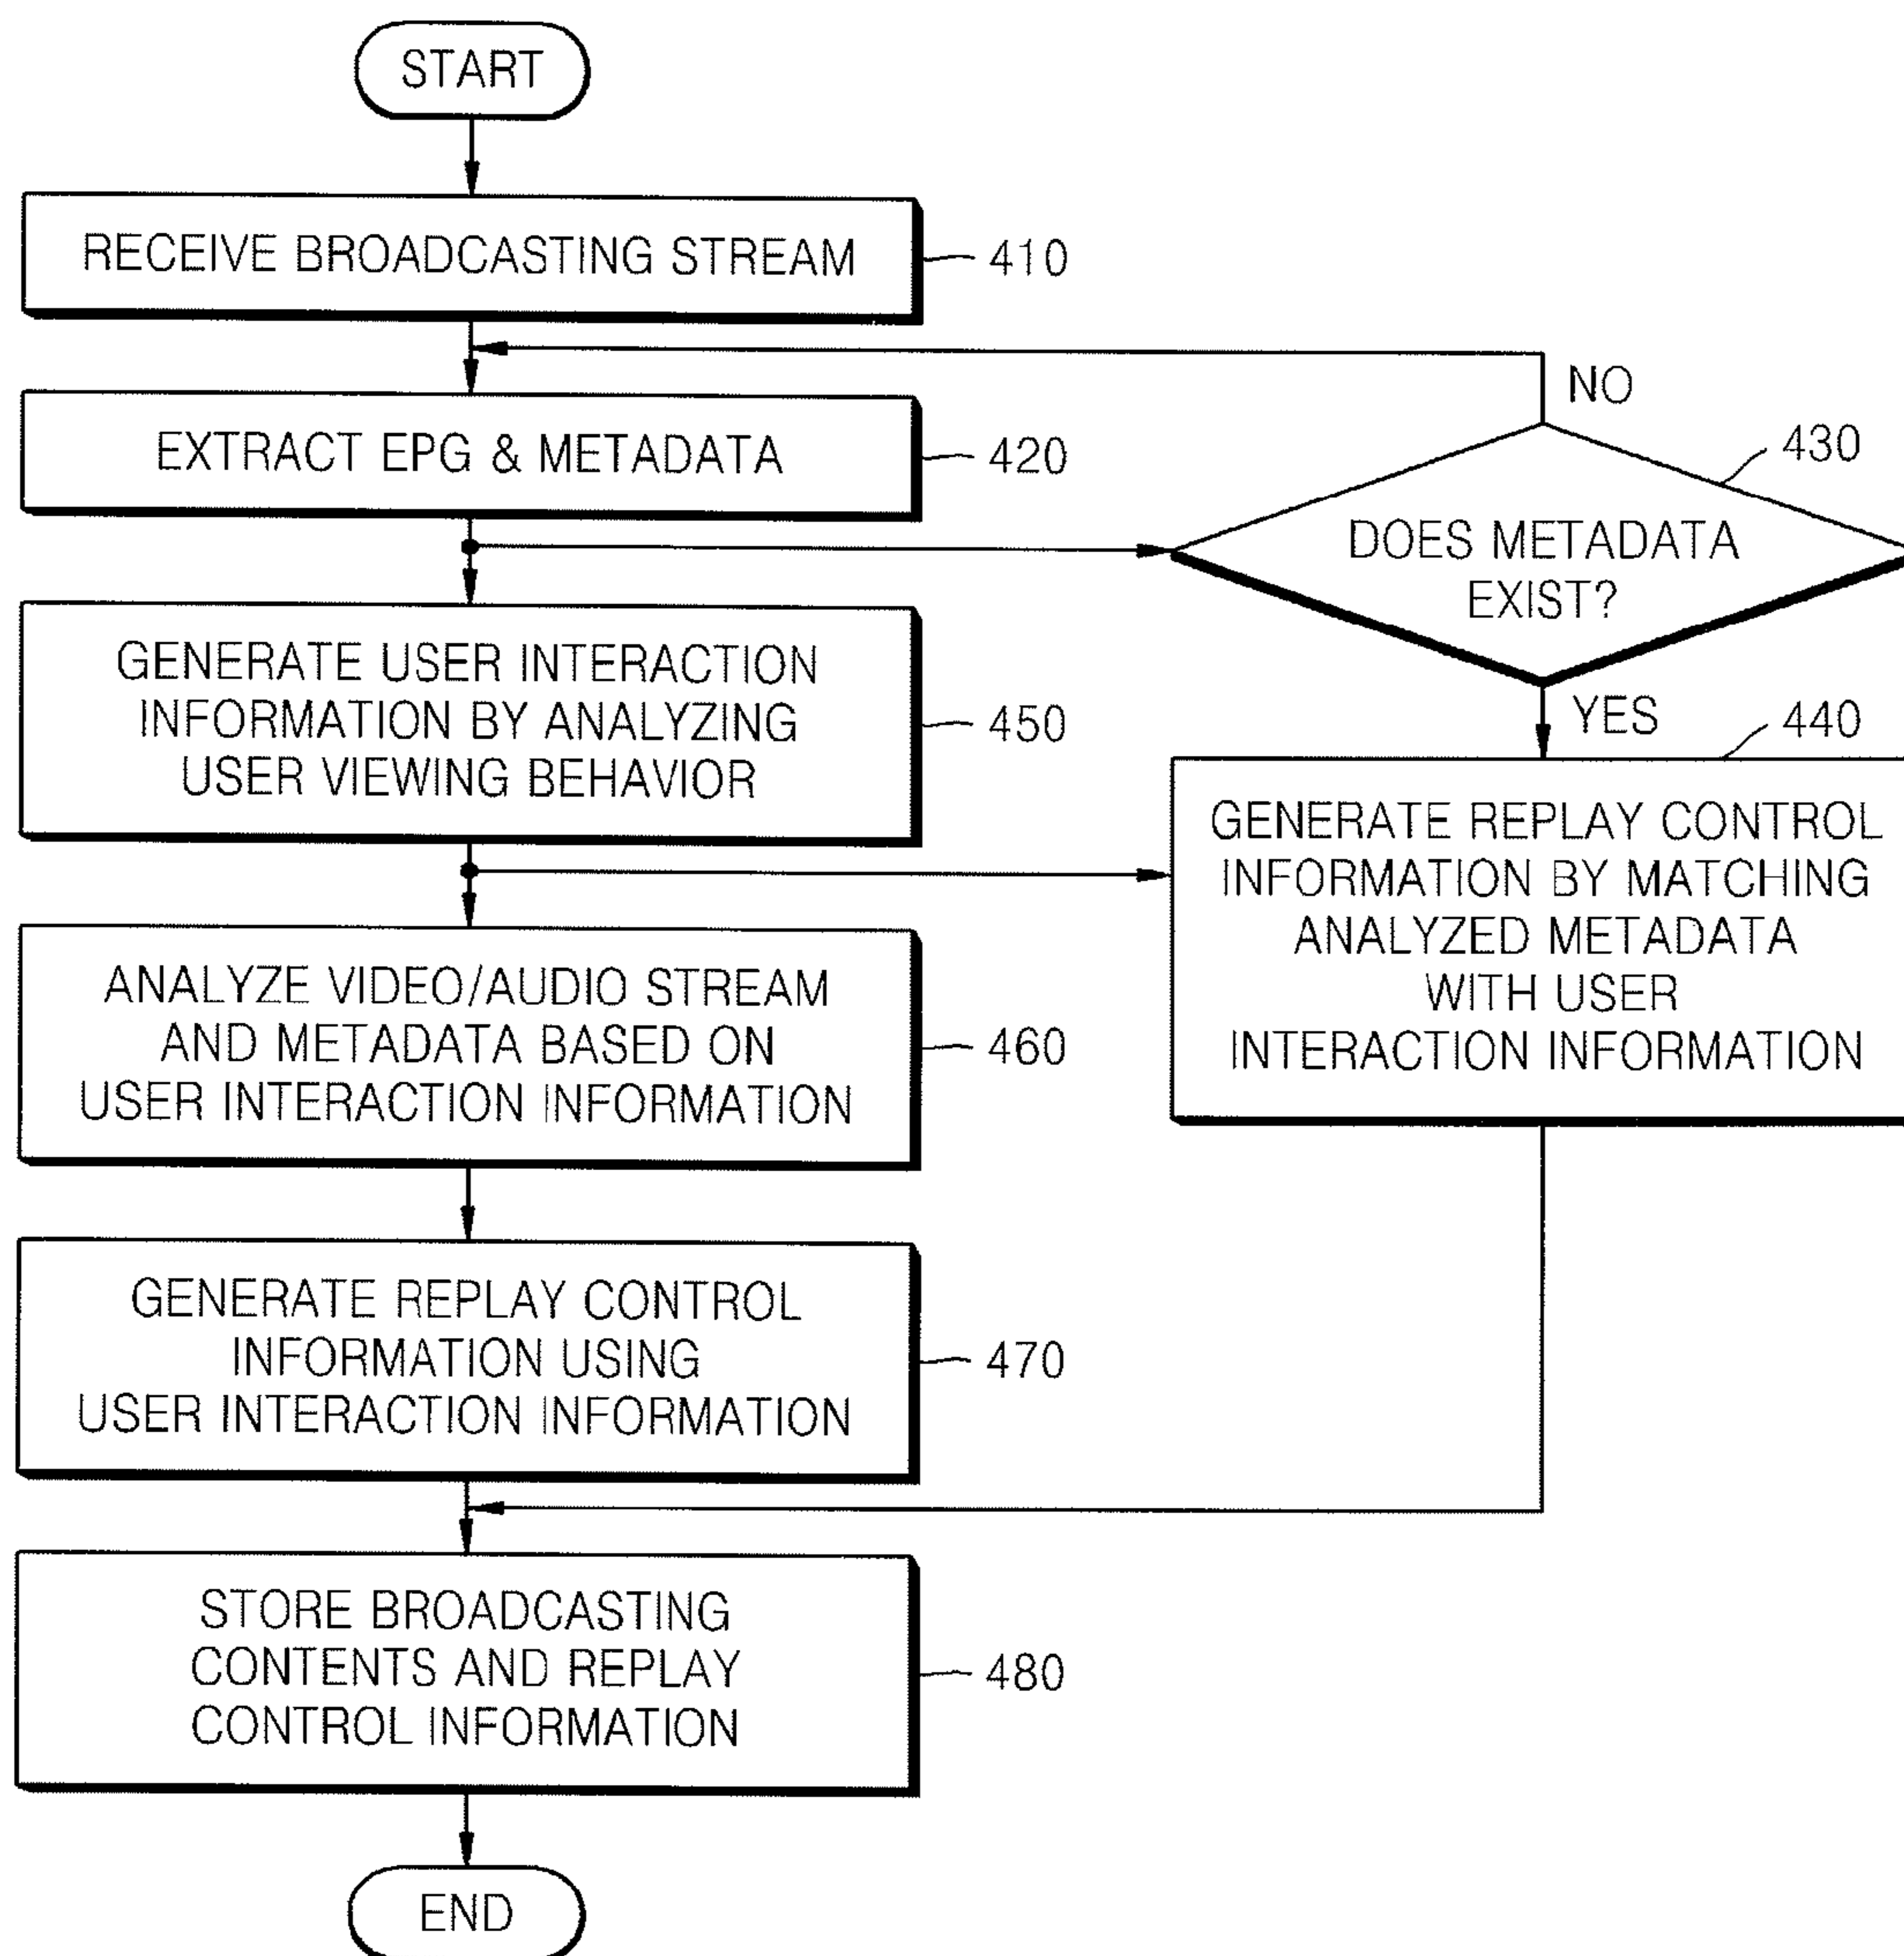 START
RECEIVE BROADCASTING STREAM
410
NO
EXTRACT EPG & METADATA
420
430
DOES METADATA
EXIST?
GENERATE USER INTERACTION
INFORMATION BY ANALYZING
USER VIEWING BEHAVIOR
450
YES
440
GENERATE REPLAY CONTROL
INFORMATION BY MATCHING
ANALYZED METADATA
WITH USER
INTERACTION INFORMATION
ANALYZE VIDEO/AUDIO STREAM
AND METADATA BASED ON
USER INTERACTION INFORMATION
460
GENERATE REPLAY CONTROL
INFORMATION USING
USER INTERACTION INFORMATION
470
STORE BROADCASTING
CONTENTS AND REPLAY
CONTROL INFORMATION
480
END